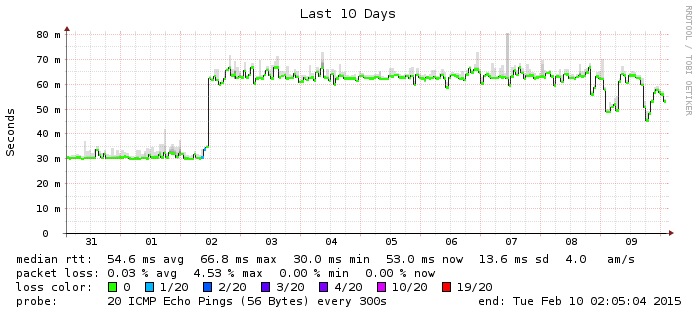 Last 10 Days
RRDTOOL / TOBI OETIKER
Seconds
80 m
70 m
60 m
50 m
40 m
30 m
20 m
10 m
0
31 01 02 03 04 05 06 07 08 09
median rtt: 54.6 ms avg 66.8 ms max 30.0 ms min 53.0 ms now 13.6 ms sd 4.0 am/s
packet loss: 0.03 % avg 4.53 % max 0.00 % min 0.00 % now
loss color: 0 1/20 2/20 3/20 4/20 10/20 19/20
probe: 20 ICMP Echo Pings (56 Bytes) every 300s end: Tue Feb 10 02:05:04 2015